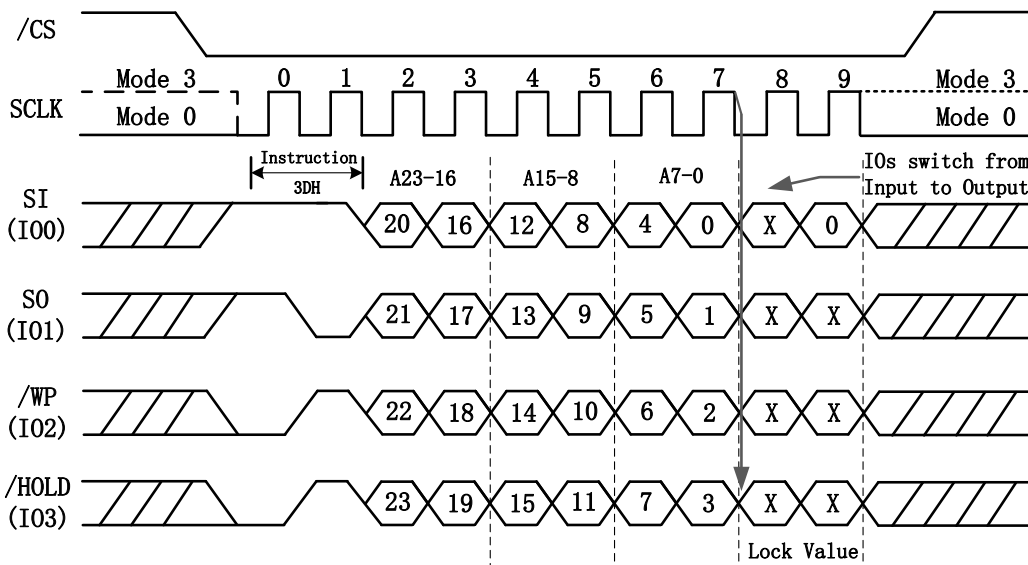 /CS
Mode 3 0 1 2 3 4 5 6 7 8 9 Mode 3
SCLK
Mode 0 Mode 0
Instruction
3DH
A23-16 A15-8 A7-0
IOs switch from
Input to Output
SI
(IO0)
20 16 12 8 4 0 X 0
SO
(IO1)
21 17 13 9 5 1 X X
/WP
(IO2)
22 18 14 10 6 2 X X
/HOLD
(IO3)
23 19 15 11 7 3 X X
Lock Value